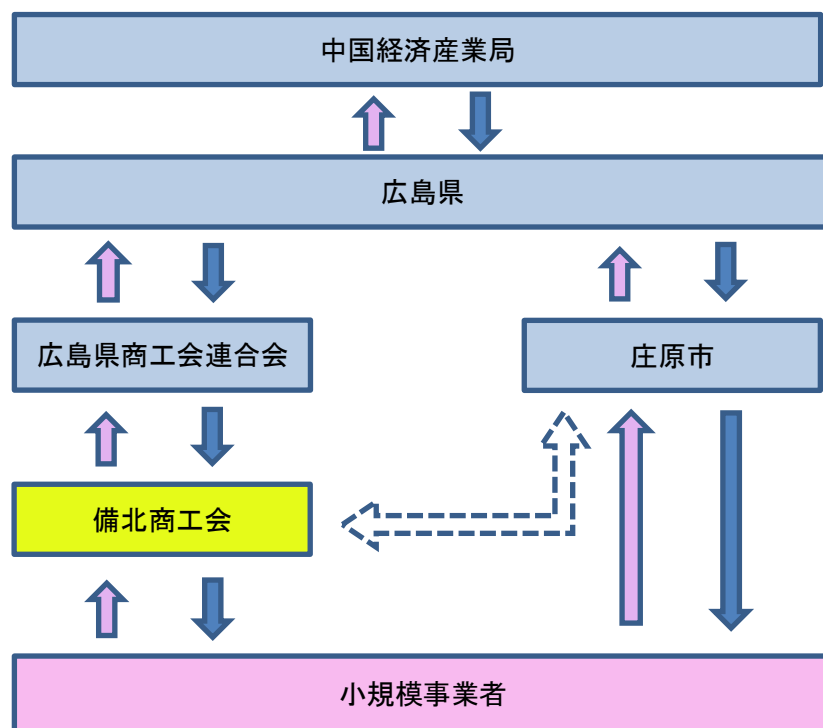 中国経済産業局
広島県
広島県商工会連合会
庄原市
備北商工会
小規模事業者